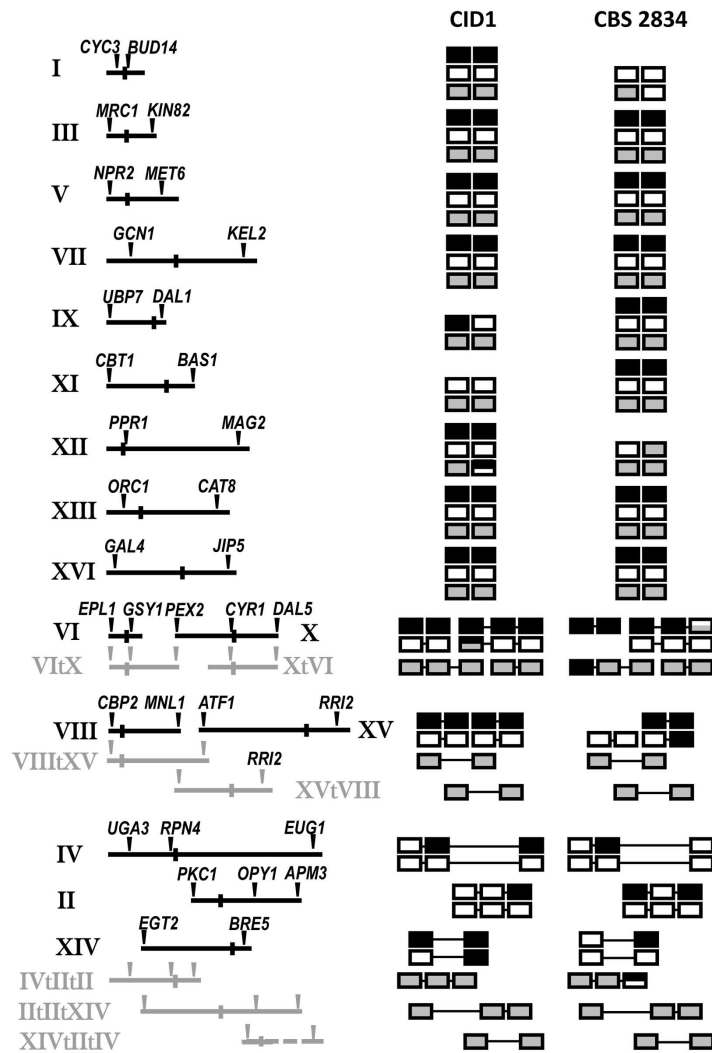 CID1 CBS 2834
CYC3 BUD14
I
MRC1 KIN82
III
NPR2 MET6
V
GCN1 KEL2
VII
UBP7 DAL1
IX
CBT1 BAS1
XI
PPR1 MAG2
XII
ORC1 CAT8
XIII
GAL4 JIP5
XVI
EPL1 GSY1 PEX2 CYR1 DAL5
VI X
VItX XtVI
CBP2 MNL1 ATF1 RRI2
VIII XV
VIIItXV RRI2
XVtVIII
UGA3 RPN4 EUG1
IV
PKC1 OPY1 APM3
II
EGT2 BRE5
XIV
IVtIItII
IItIItXIV
XIVtIItIV